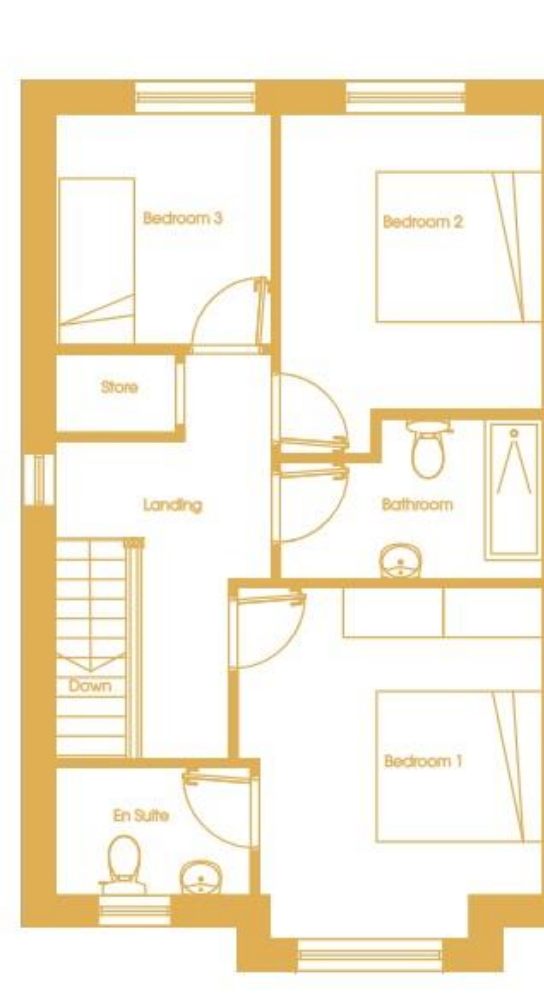 Bedroom 3
Bedroom 2
Store
Landing
Bathroom
Down
Bedroom 1
En Suite